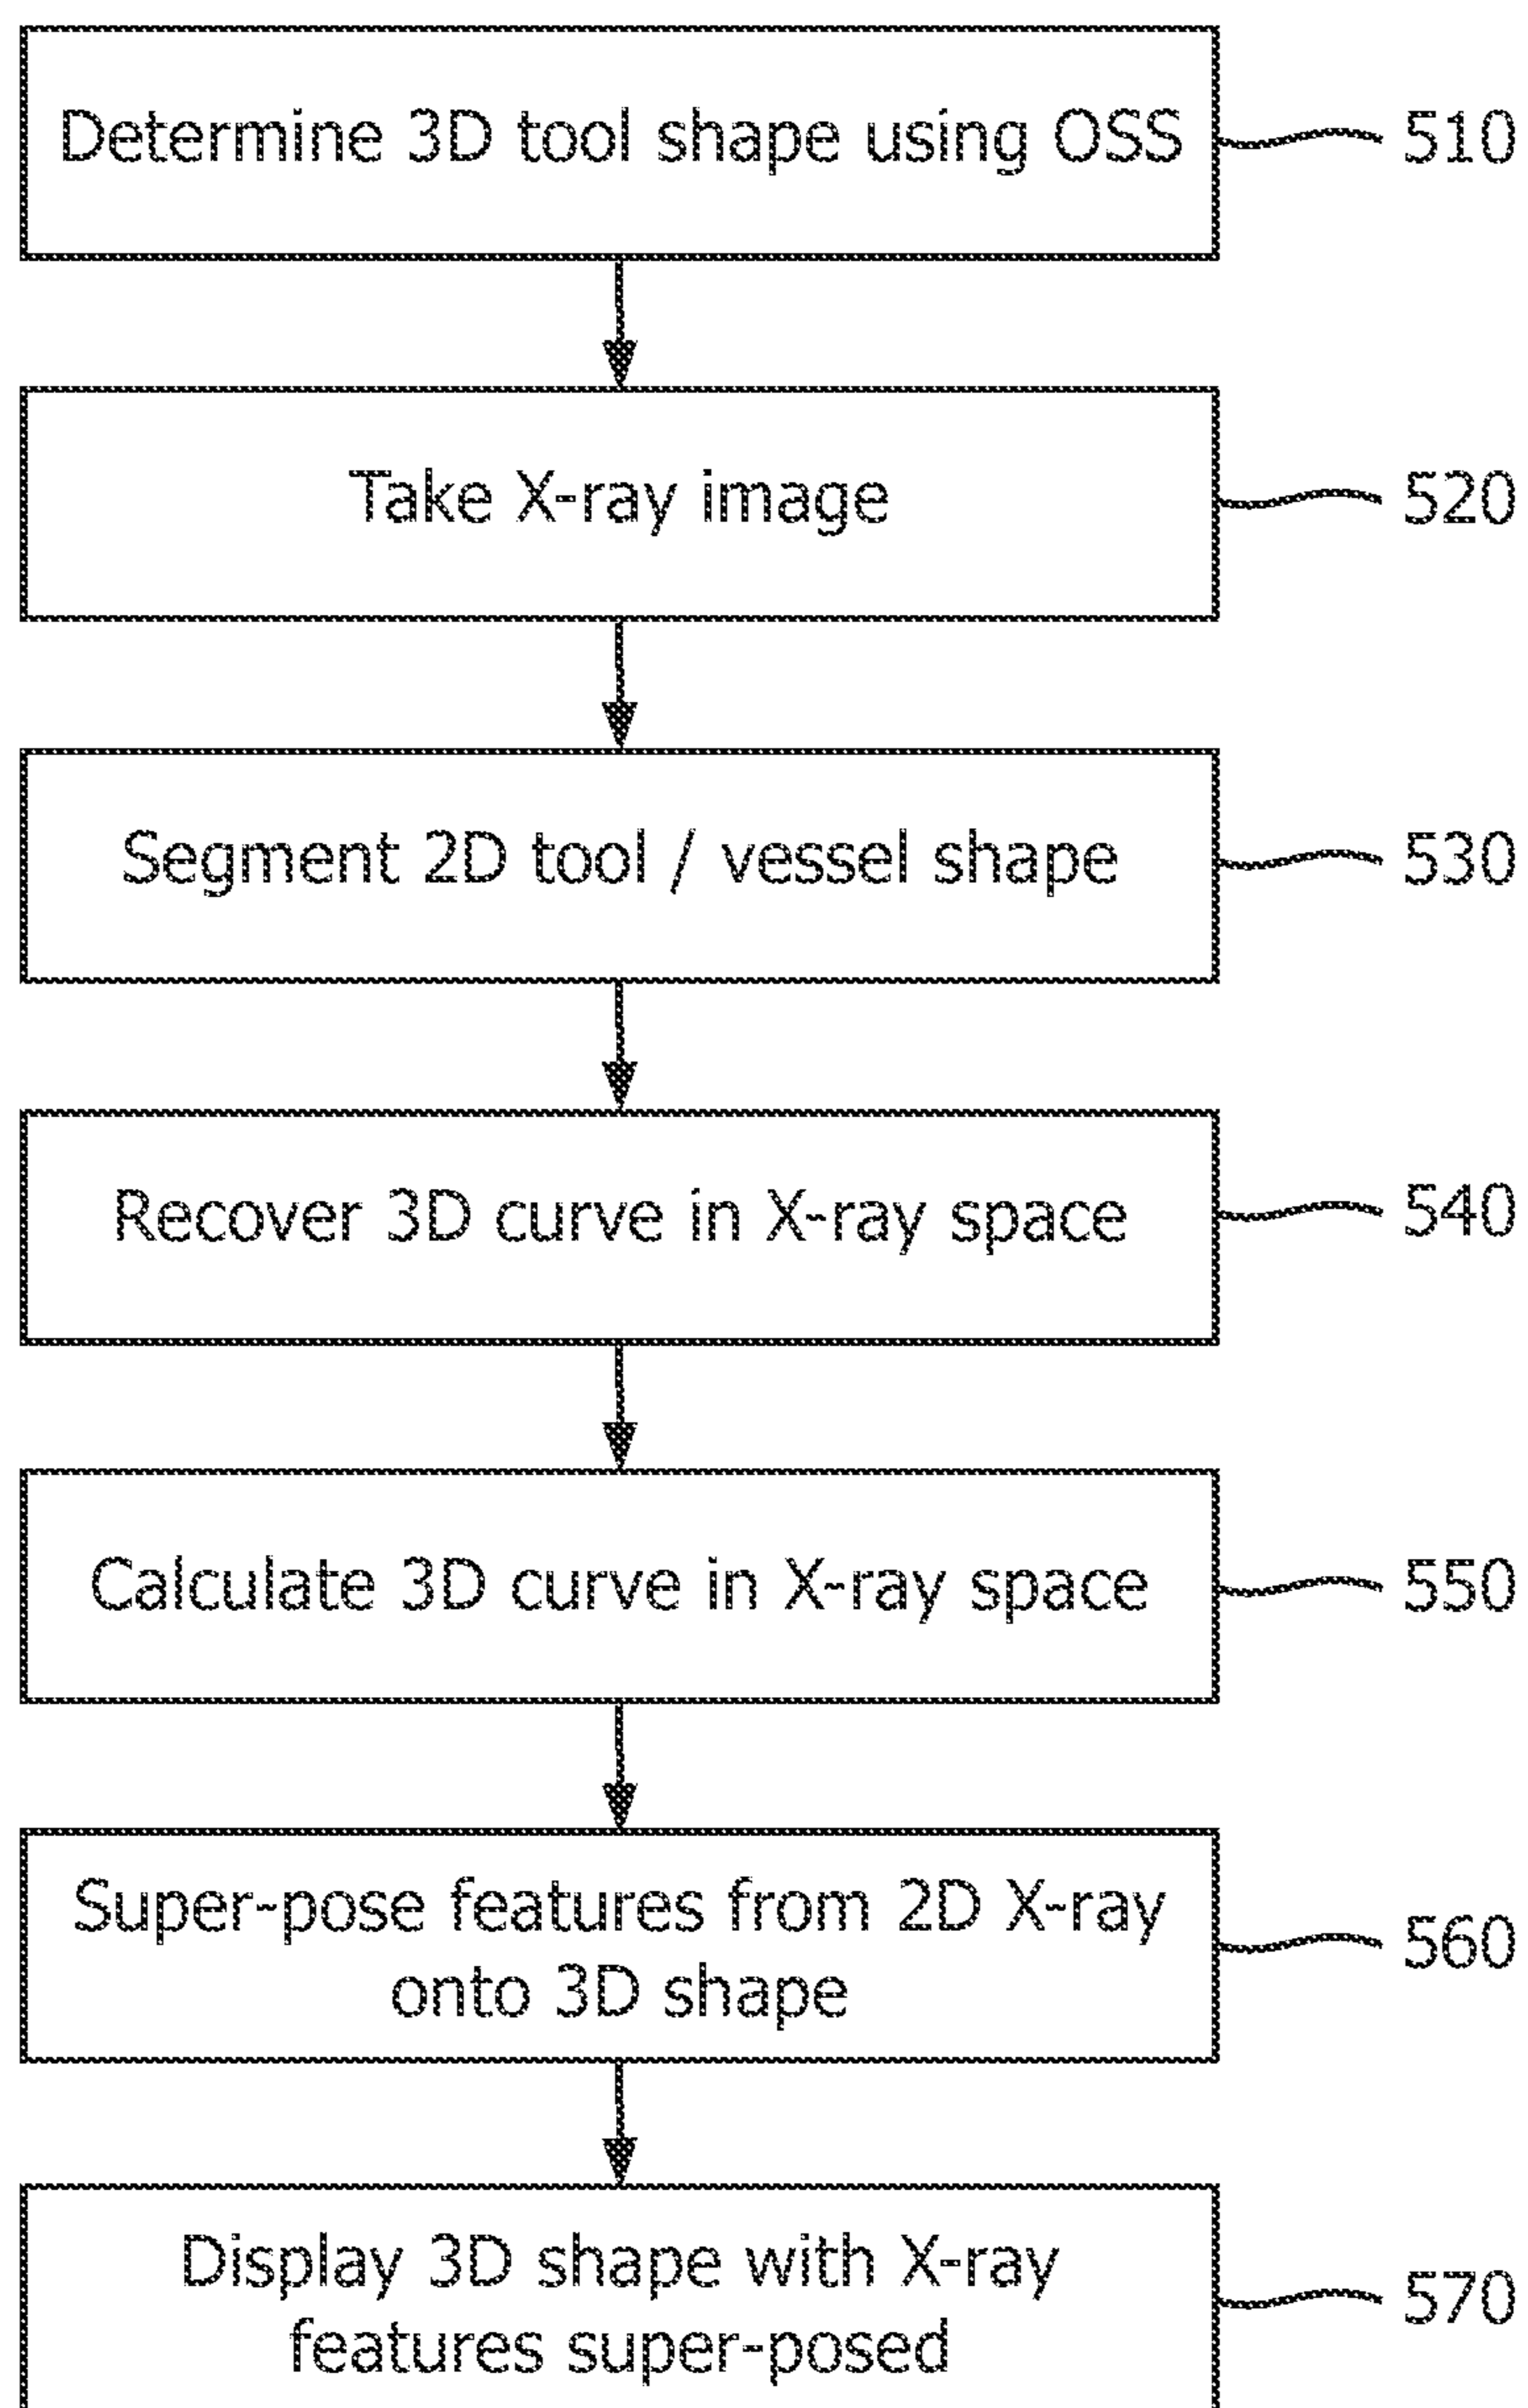 Determine 3D tool shape using OSS
510
Take X-ray image
520
Segment 2D tool / vessel shape
530
Recover 3D curve in X-ray space
540
Calculate 3D curve in X-ray space
550
Super-pose features from 2D X-ray
onto 3D shape
560
Display 3D shape with X-ray
features super-posed
570